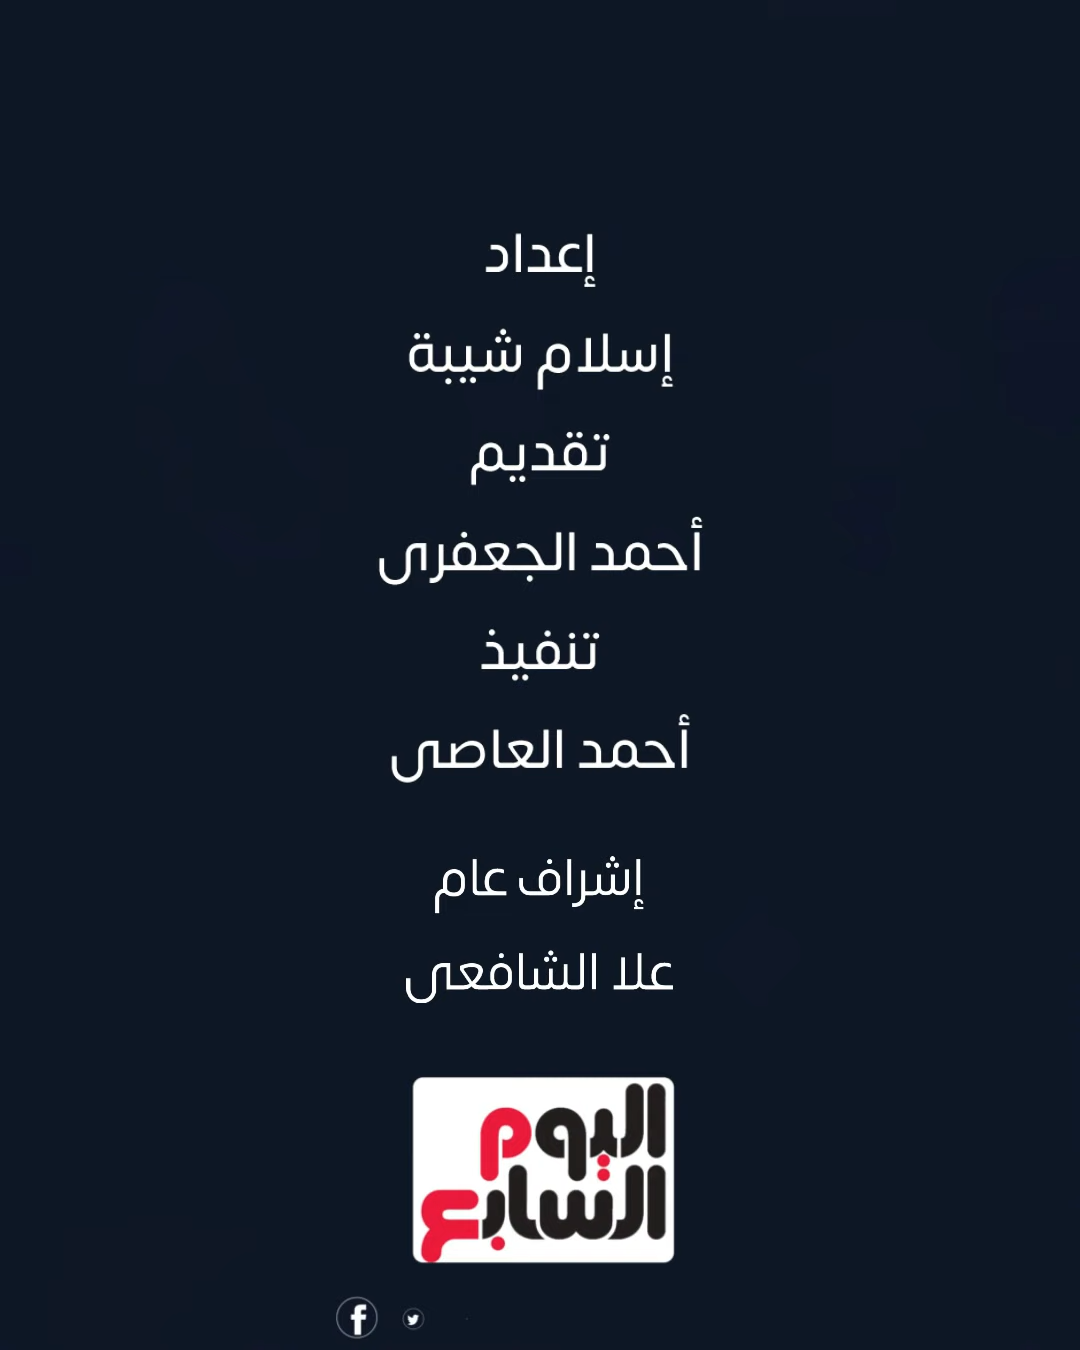 إعداد
إسلام شيبة
تقديم
أحمد الجعفرى
تنفيذ
أحمد العاصى
إشراف عام
علا الشافعى
اليوم
السابع